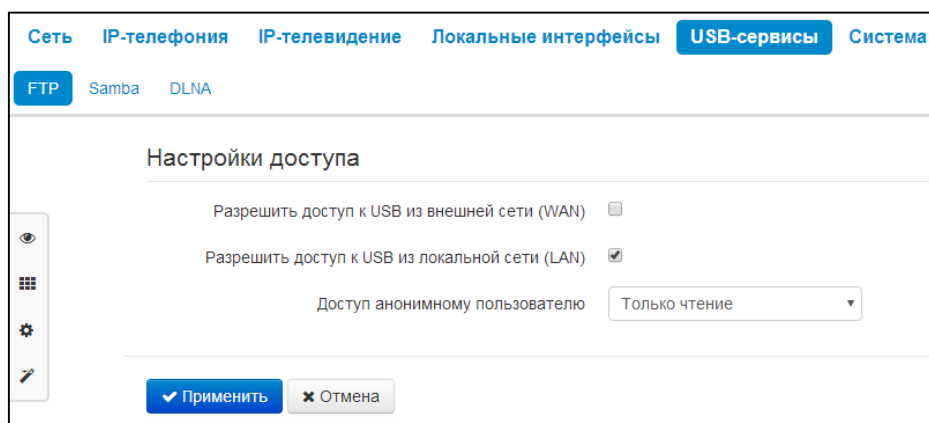 Сеть IP-телефония IP-телевидение Локальные интерфейсы USB-сервисы Система
FTP Samba DLNA
Настройки доступа
Разрешить доступ к USB из внешней сети (WAN)
Разрешить доступ к USB из локальной сети (LAN)
Доступ анонимному пользователю Только чтение
Применить Отмена